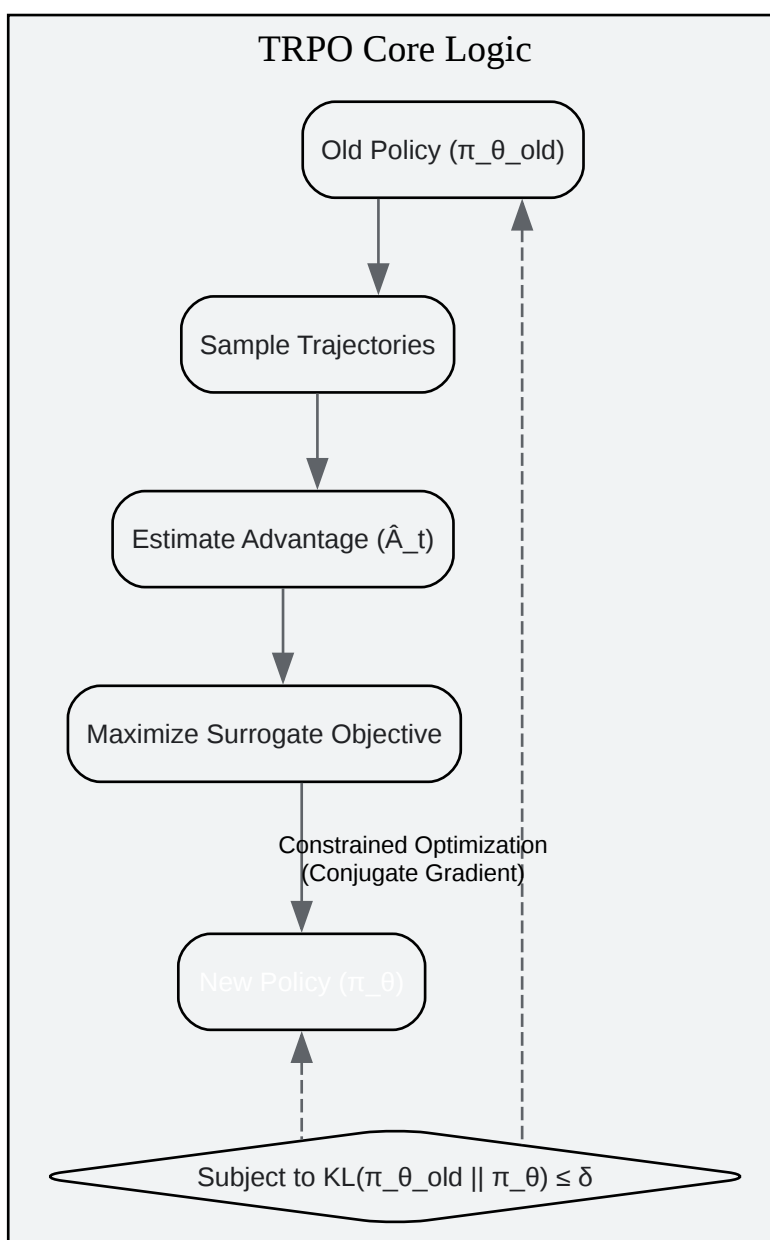 TRPO Core Logic
Old Policy (π_θ_old)
Sample Trajectories
Estimate Advantage (Â_t)
Maximize Surrogate Objective
Constrained Optimization
(Conjugate Gradient)
New Policy (π_θ)
Subject to KL(π_θ_old || π_θ) ≤ δ